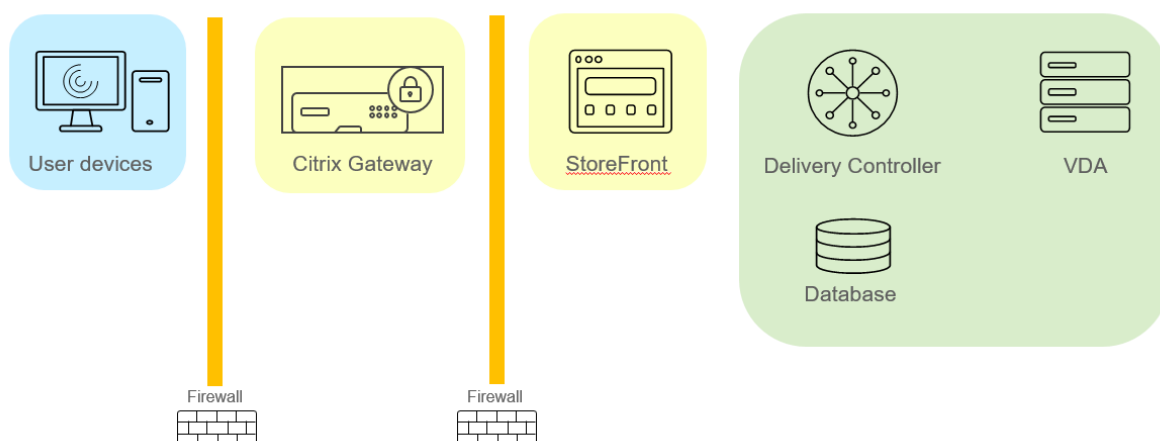 User devices
Citrix Gateway
StoreFront
Delivery Controller
VDA
Database
Firewall
Firewall